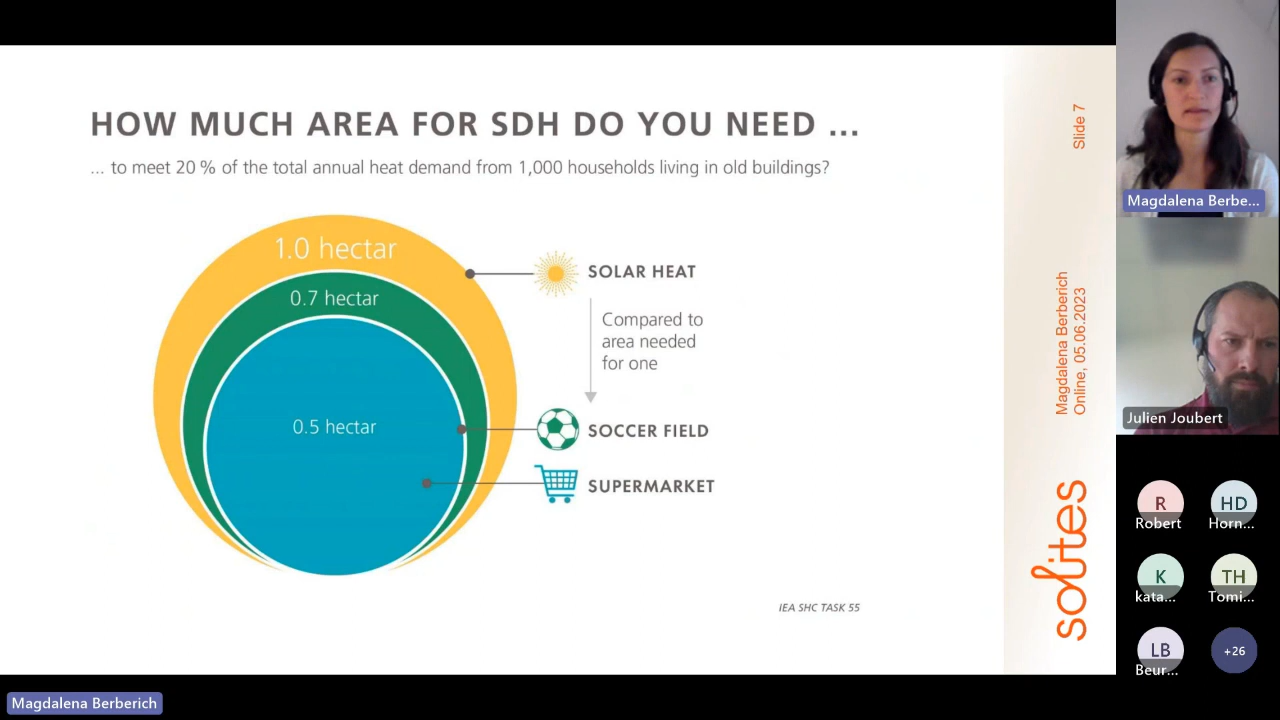 HOW MUCH AREA FOR SDH DO YOU NEED ...
... to meet 20 % of the total annual heat demand from 1,000 households living in old buildings?
1.0 hectar
0.7 hectar
0.5 hectar
SOLAR HEAT
Compared to
area needed
for one
SOCCER FIELD
SUPERMARKET
IEA SHC TASK 55
Slide 7
Magdalena Berberich
Online, 05.06.2023
solites
Magdalena Berbe...
Julien Joubert
R
Robert
HD
Horn...
K
kata...
TH
Tomi...
LB
Beur...
+26
Magdalena Berberich